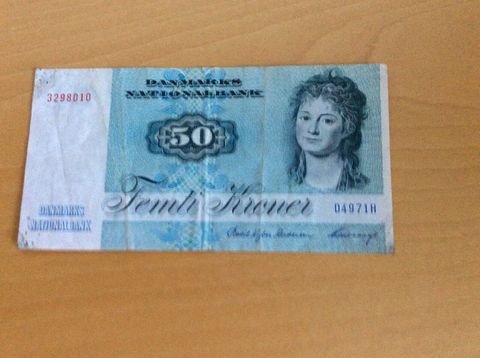 DANMARKS
NATIONALBANK
3298010
50
Femti Kroner
D4971H
DANMARKS
NATIONALBANK